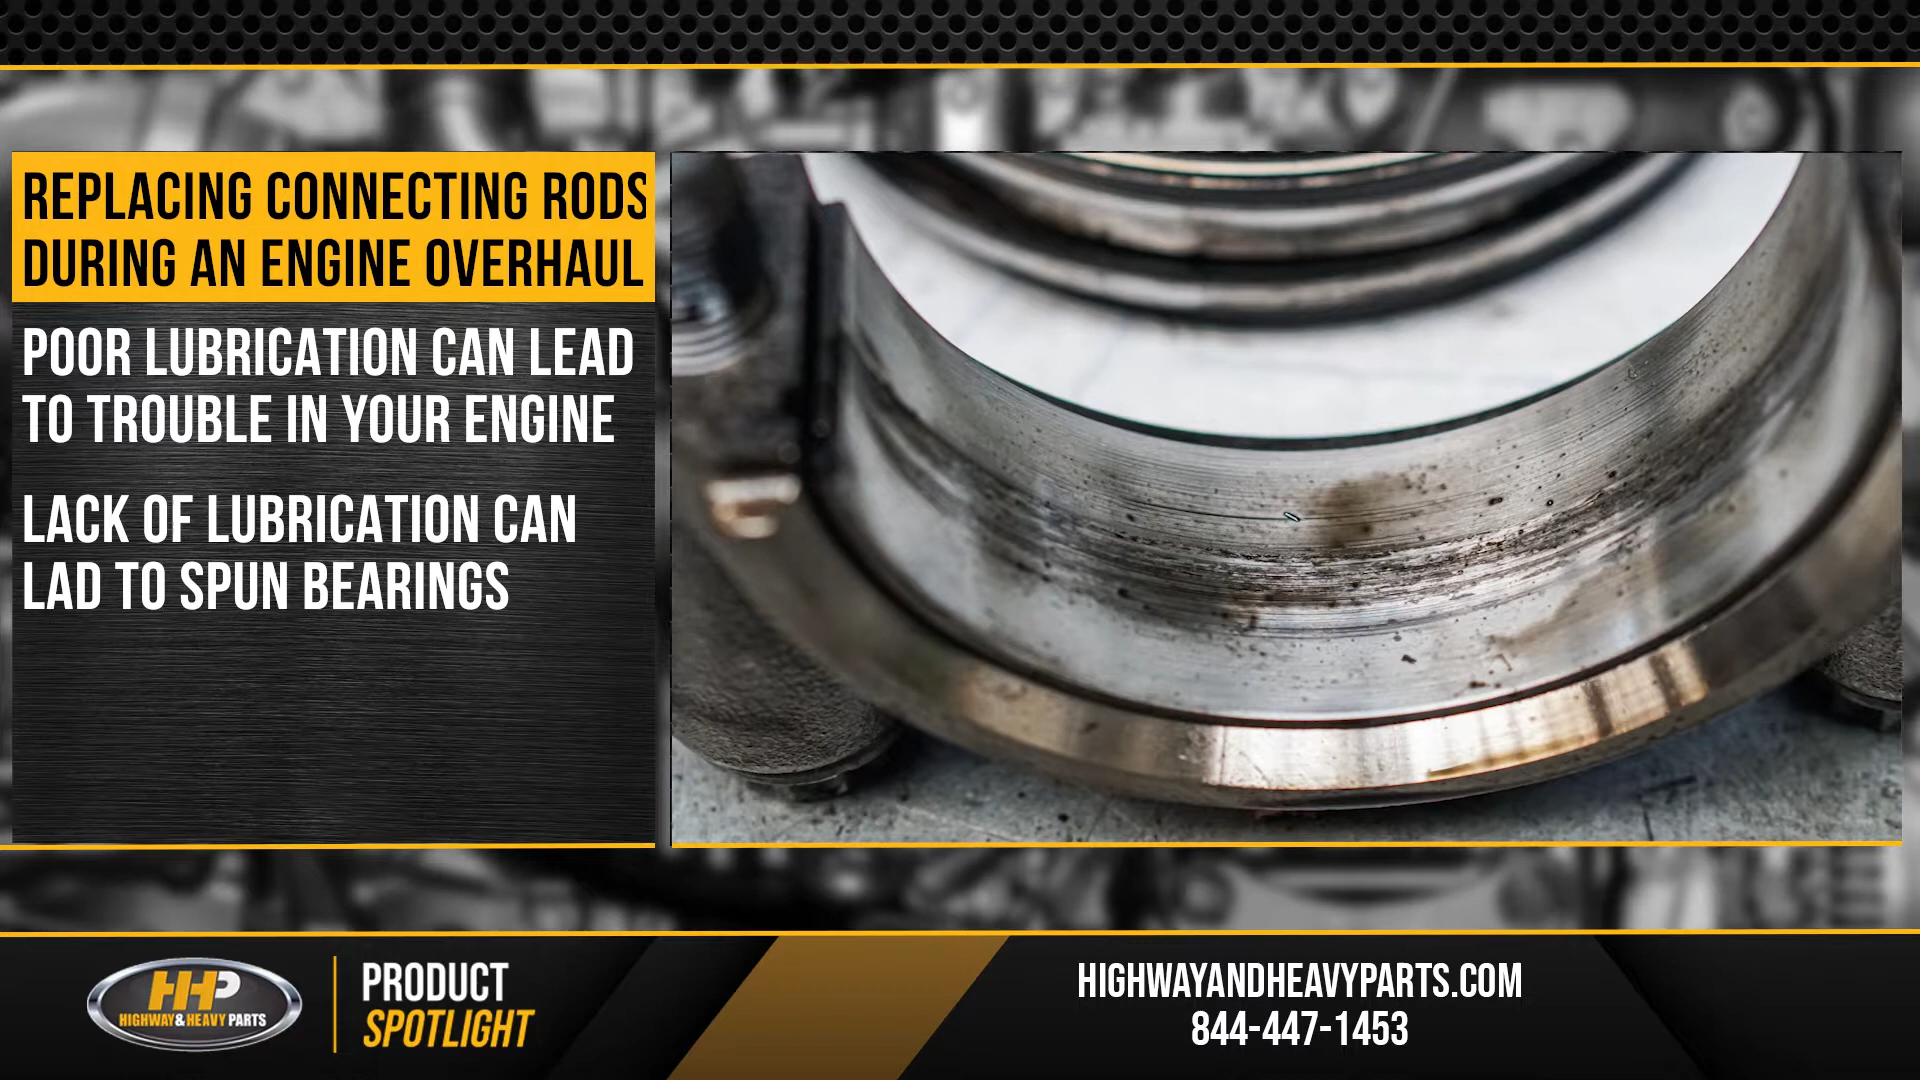 REPLACING CONNECTING RODS
DURING AN ENGINE OVERHAUL
POOR LUBRICATION CAN LEAD
TO TROUBLE IN YOUR ENGINE
LACK OF LUBRICATION CAN
LAD TO SPUN BEARINGS
HHP
HIGHWAY & HEAVY PARTS
PRODUCT
SPOTLIGHT
HIGHWAYANDHEAVYPARTS.COM
844-447-1453